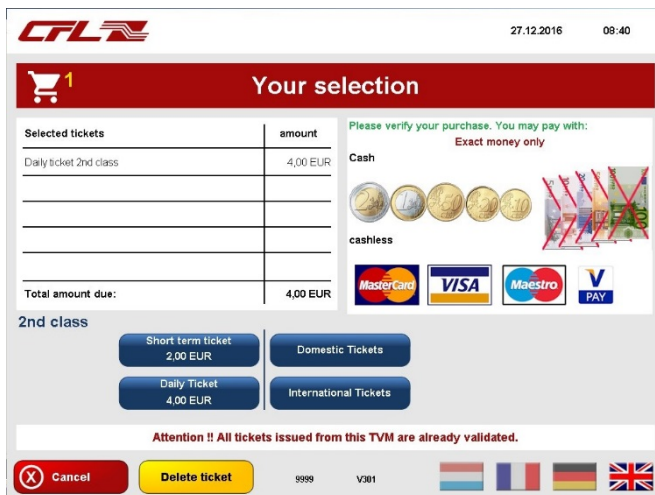 CFL
27.12.2016 08:40
1
Your selection
Selected tickets amount
Daily ticket 2nd class 4,00 EUR
Total amount due: 4,00 EUR
Please verify your purchase. You may pay with:
Exact money only
Cash
cashless
MasterCard VISA Maestro V PAY
2nd class
Short term ticket
2,00 EUR
Domestic Tickets
Daily Ticket
4,00 EUR
International Tickets
Attention !! All tickets issued from this TVM are already validated.
X Cancel
Delete ticket
9999 V301